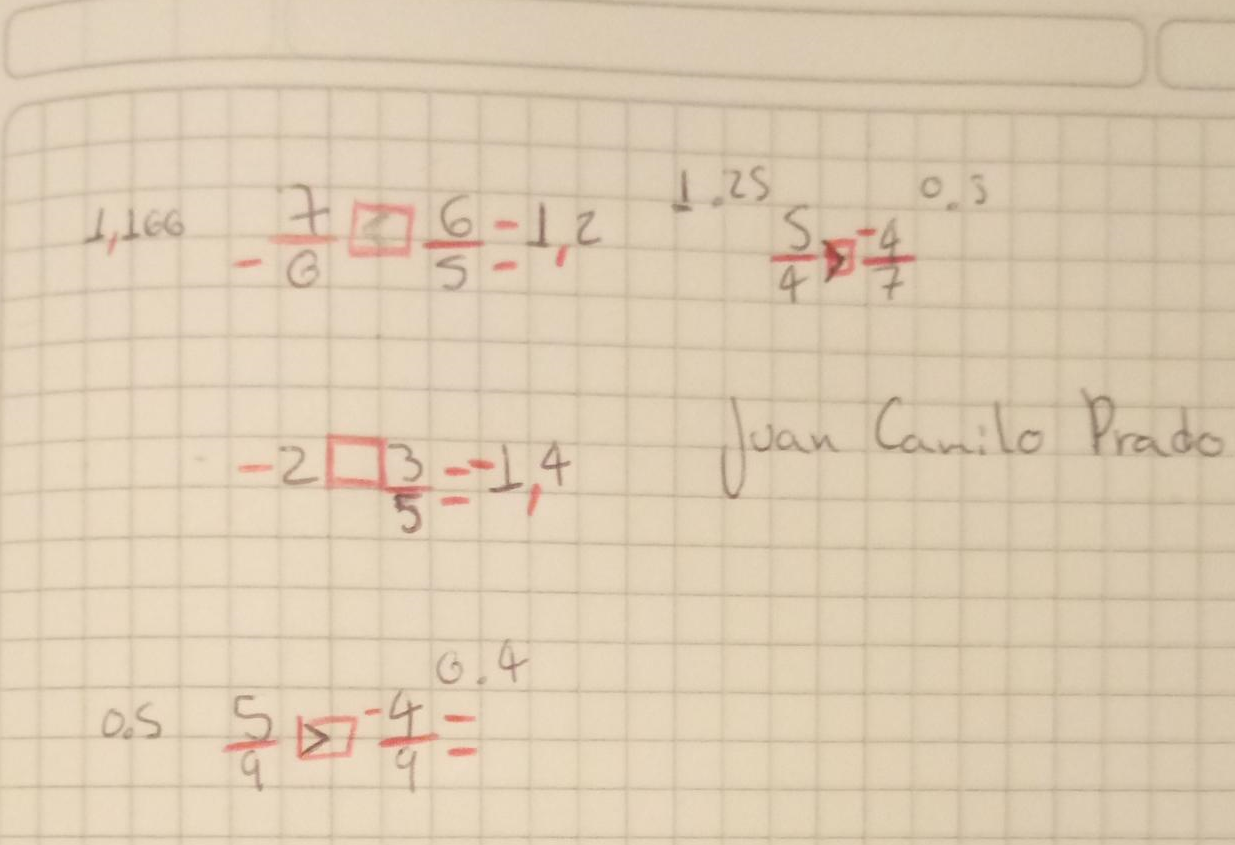 1,166 -7/6 < 6/5 = 1,2
1.25 5/4 > -4/7 0.5
-2 □ 3/5 = -1,4
Juan Camilo Prado
0.5 5/9 > -4/9 = 0.4